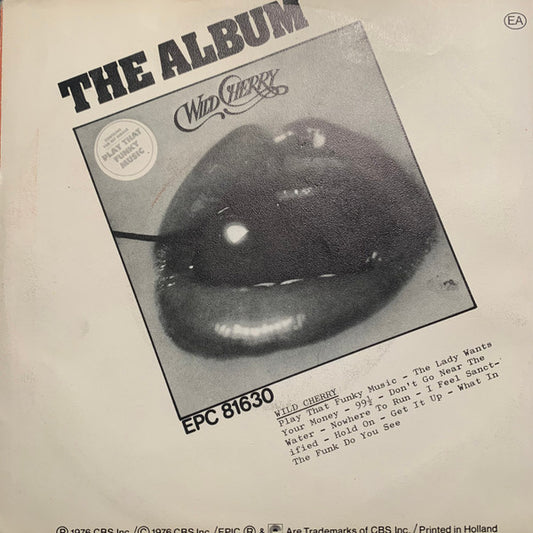 EA
THE ALBUM
WILD CHERRY
PLAY THAT
FUNKY
MUSIC
EPC 81630
WILD CHERRY
Play That Funky Music - The Lady Wants
Your Money - 99½ - Don't Go Near The
Water - Nowhere To Run - I Feel Sanct-
ified - Hold On - Get It Up - What In
The Funk Do You See
Ⓟ 1976 CBS Inc./Ⓒ 1976 CBS Inc./EPIC ® & Are Trademarks of CBS Inc./Printed in Holland